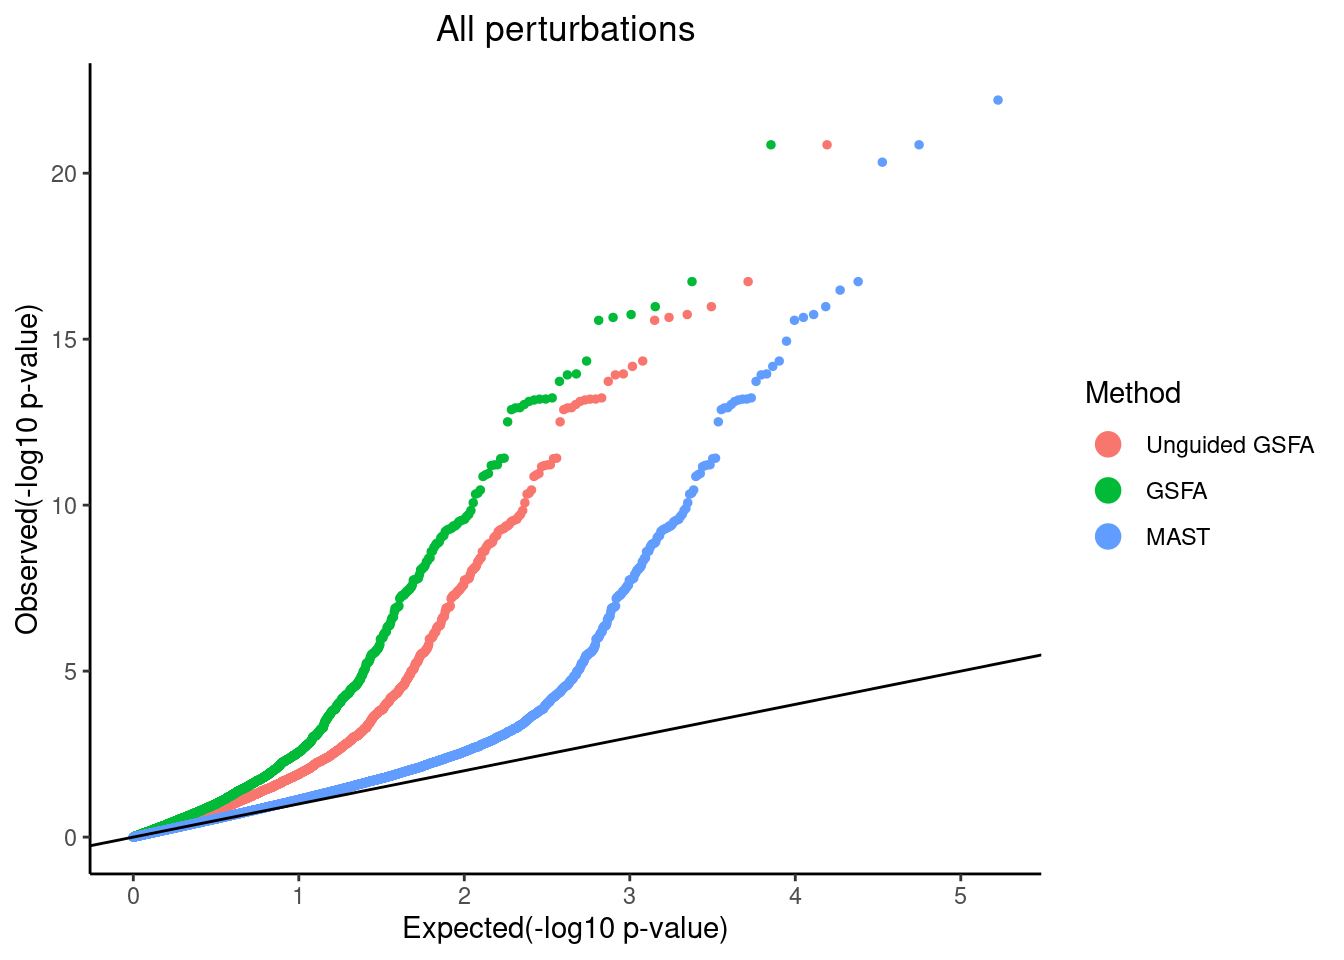 All perturbations
Observed(-log10 p-value)
20
15
10
5
0
0 1 2 3 4 5
Expected(-log10 p-value)
Method
Unguided GSFA
GSFA
MAST